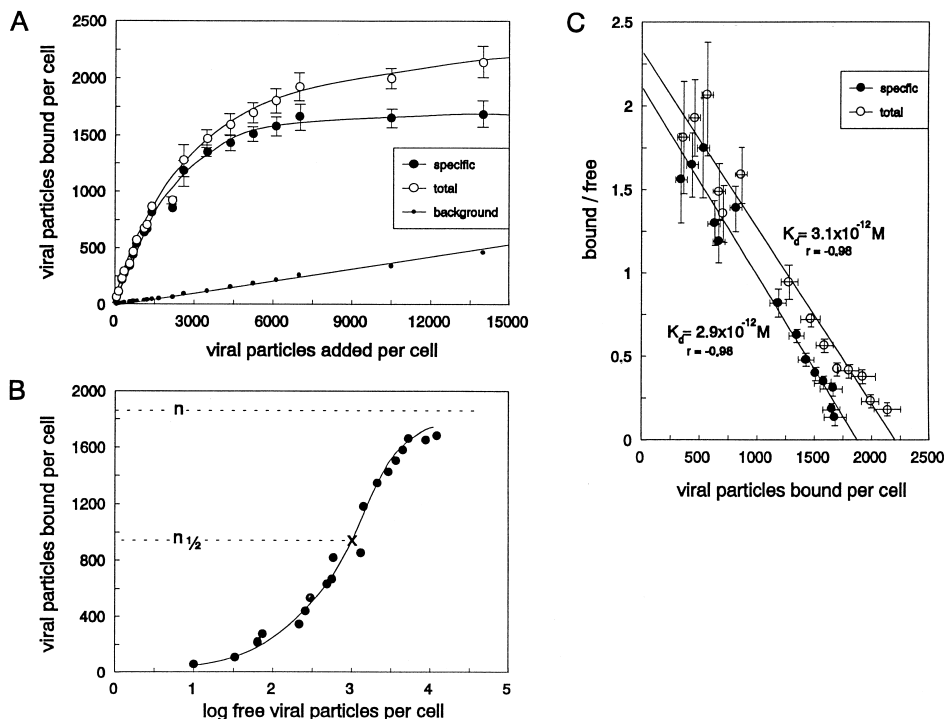 A
viral particles bound per cell
2500
2000
1500
1000
500
0
0 3000 6000 9000 12000 15000
viral particles added per cell
specific
total
background
B
viral particles bound per cell
2000
1600
1200
800
400
0
n
n ½
0 1 2 3 4 5
log free viral particles per cell
C
bound / free
2.5
2
1.5
1
0.5
0
specfic
total
Kd= 3.1x10-12M
r = -0.98
Kd= 2.9x10-12M
r = -0.98
0 500 1000 1500 2000 2500
viral particles bound per cell